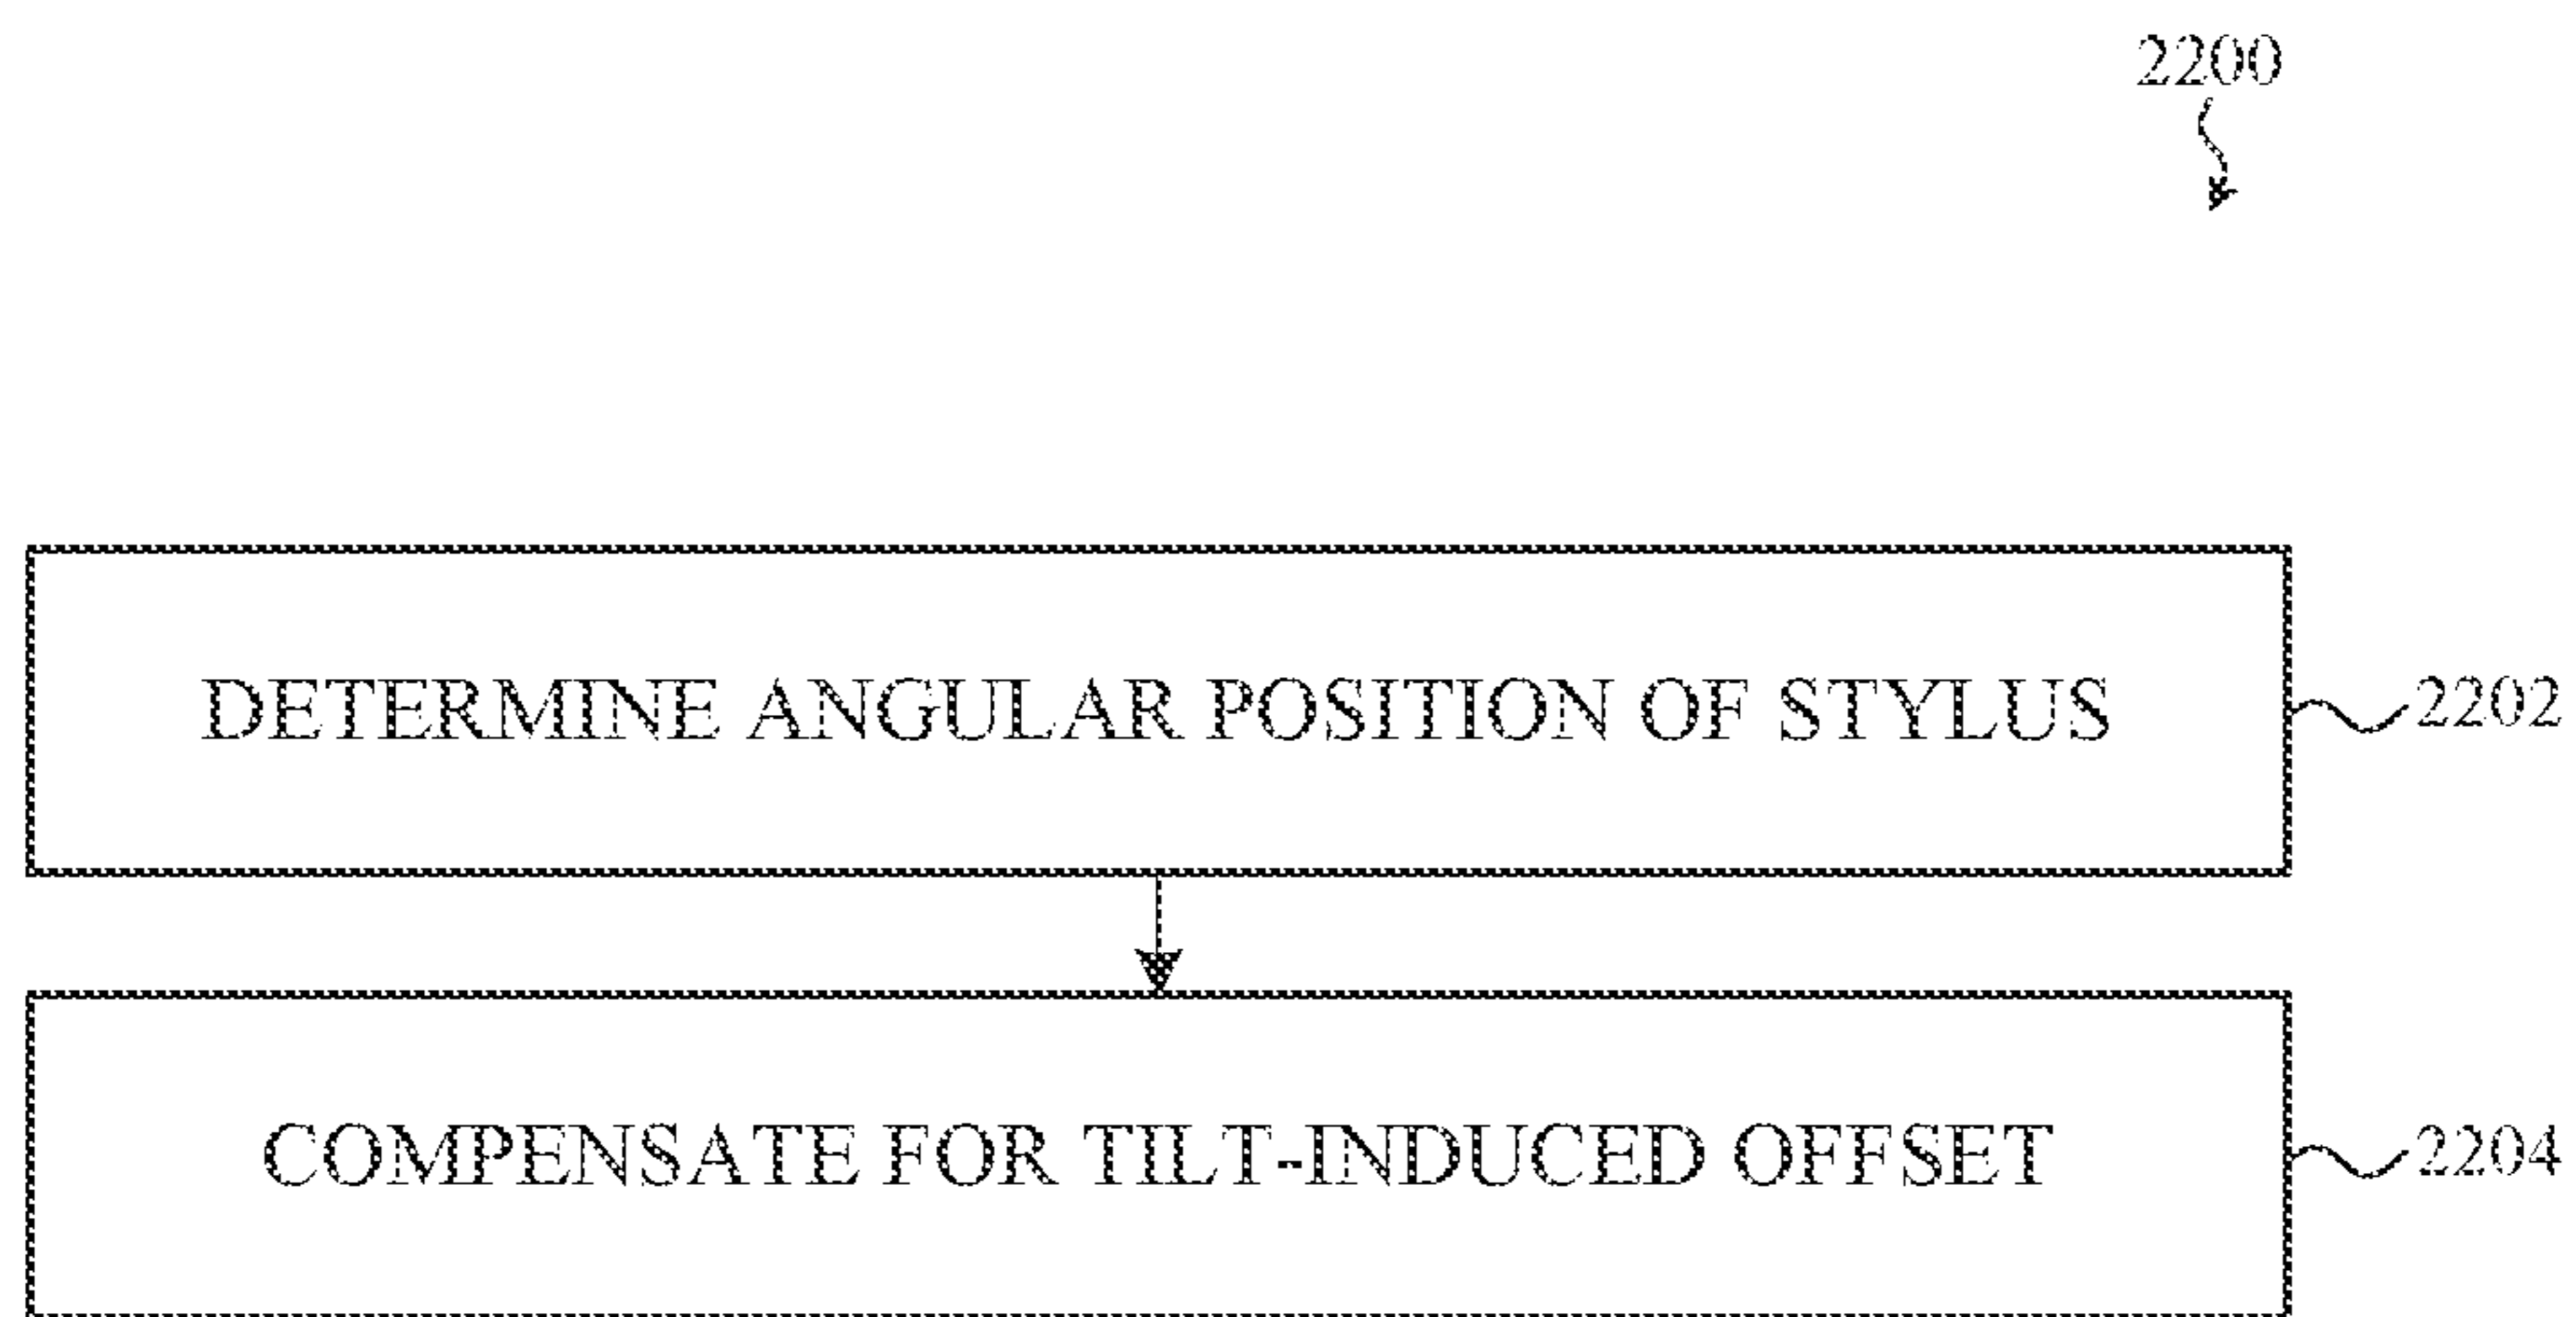 2200
DETERMINE ANGULAR POSITION OF STYLUS
2202
COMPENSATE FOR TILT-INDUCED OFFSET
2204